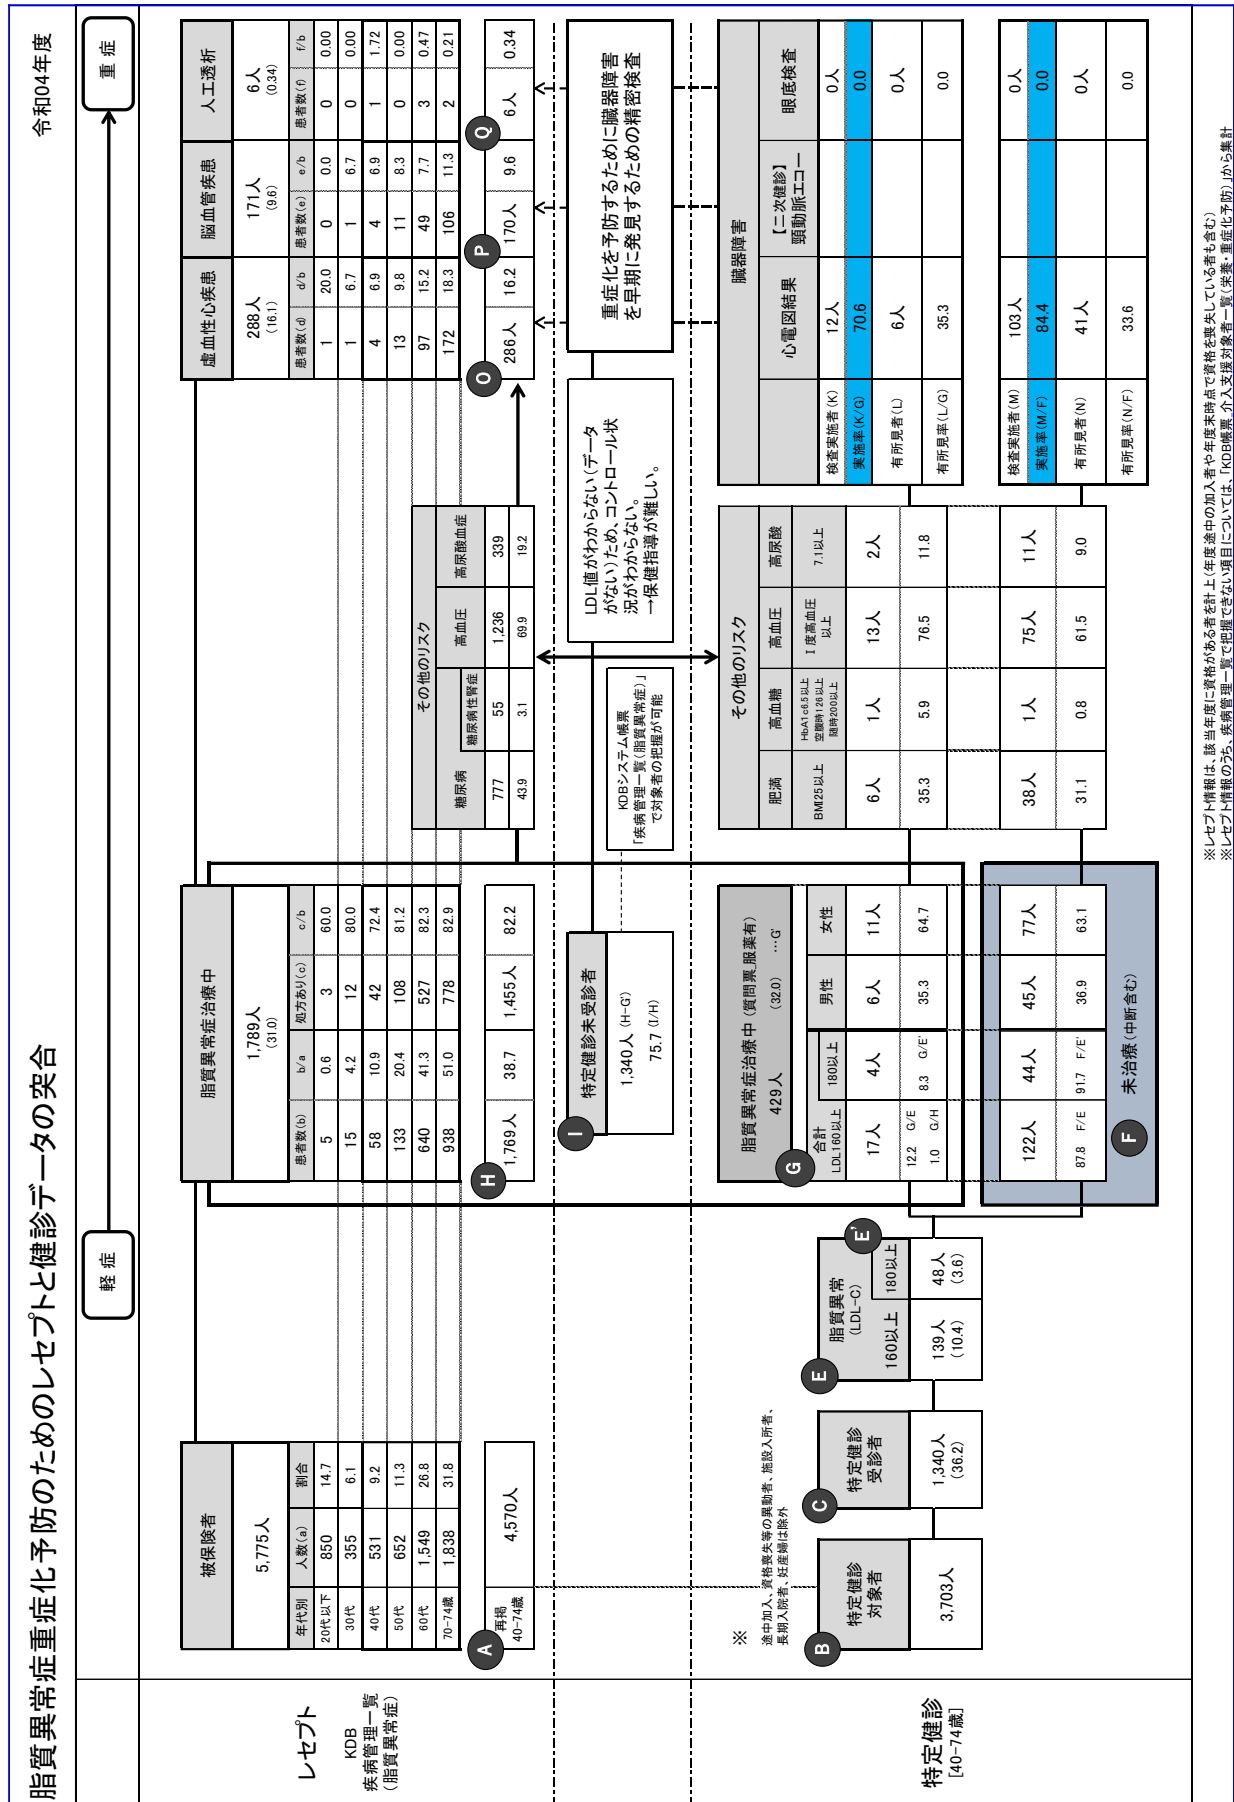 脂質異常症重症化予防のためのレセプトと健診データの突合
令和04年度
軽症
重症
レセプト
KDB
疾病管理一覧
（脂質異常症）
被保険者
5,775人
年代別 人数(a) 割合
20代以下 850 14.7
30代 355 6.1
40代 531 9.2
50代 652 11.3
60代 1,549 26.8
70-74歳 1,838 31.8
A
再掲
40-74歳
4,570人
脂質異常症治療中
1,789人
(31.0)
患者数(b) b/a 処方あり(c) c/b
5 0.6 3 60.0
15 4.2 12 80.0
58 10.9 42 72.4
133 20.4 108 81.2
640 41.3 527 82.3
938 51.0 778 82.9
H
1,769人 38.7 1,455人 82.2
その他のリスク
糖尿病 高血圧 高尿酸血症
糖尿病性腎症
777 55 1,236 339
43.9 3.1 69.9 19.2
虚血性心疾患 脳血管疾患 人工透析
288人 171人 6人
(16.1) (9.6) (0.34)
患者数(d) d/b 患者数(e) e/b 患者数(f) f/b
1 20.0 0 0.0 0 0.00
1 6.7 1 6.7 0 0.00
4 6.9 4 6.9 1 1.72
13 9.8 11 8.3 0 0.00
97 15.2 49 7.7 3 0.47
172 18.3 106 11.3 2 0.21
O P Q
286人 16.2 170人 9.6 6人 0.34
I
特定健診未受診者
1,340人 (H-G')
75.7 (I/H)
KDBシステム帳票
「疾病管理一覧(脂質異常症)」
で対象者の把握が可能
LDL値がわからない（データ
がない）ため、コントロール状
況がわからない。
→保健指導が難しい。
重症化を予防するために臓器障害
を早期に発見するための精密検査
特定健診
[40-74歳]
※
途中加入、資格喪失等の異動者、施設入所者、
長期入院者、妊産婦は除外
B
特定健診
対象者
3,703人
C
特定健診
受診者
1,340人
(36.2)
E
E'
脂質異常
(LDL-C)
160以上 180以上
139人 48人
(10.4) (3.6)
脂質異常症治療中 (質問票_服薬有)
429人 (32.0) …G'
G
合計
LDL160以上 180以上 男性 女性
17人 4人 6人 11人
12.2 G/E 8.3 G/E' 35.3 64.7
1.0 G/H
122人 44人 45人 77人
87.8 F/E 91.7 F/E' 36.9 63.1
F
未治療(中断含む)
その他のリスク
肥満 高血糖 高血圧 高尿酸
BMI25以上 HbA1c6.5以上 Ⅰ度高血圧 7.1以上
空腹時126以上 以上
随時200以上
6人 1人 13人 2人
35.3 5.9 76.5 11.8
38人 1人 75人 11人
31.1 0.8 61.5 9.0
臓器障害
心電図結果 【二次健診】 眼底検査
頸動脈エコー
検査実施者(K) 12人 0人
実施率(K/G) 70.6 0.0
有所見者(L) 6人 0人
有所見率(L/G) 35.3 0.0
検査実施者(M) 103人 0人
実施率(M/F) 84.4 0.0
有所見者(N) 41人 0人
有所見率(N/F) 33.6 0.0
※レセプト情報は、該当年度に資格がある者を計上（年度途中の加入者や年度末時点で資格を喪失している者も含む）
※レセプト情報のうち、疾病管理一覧で把握できない項目については、「KDB帳票_介入支援対象者一覧(栄養・重症化予防)」から集計